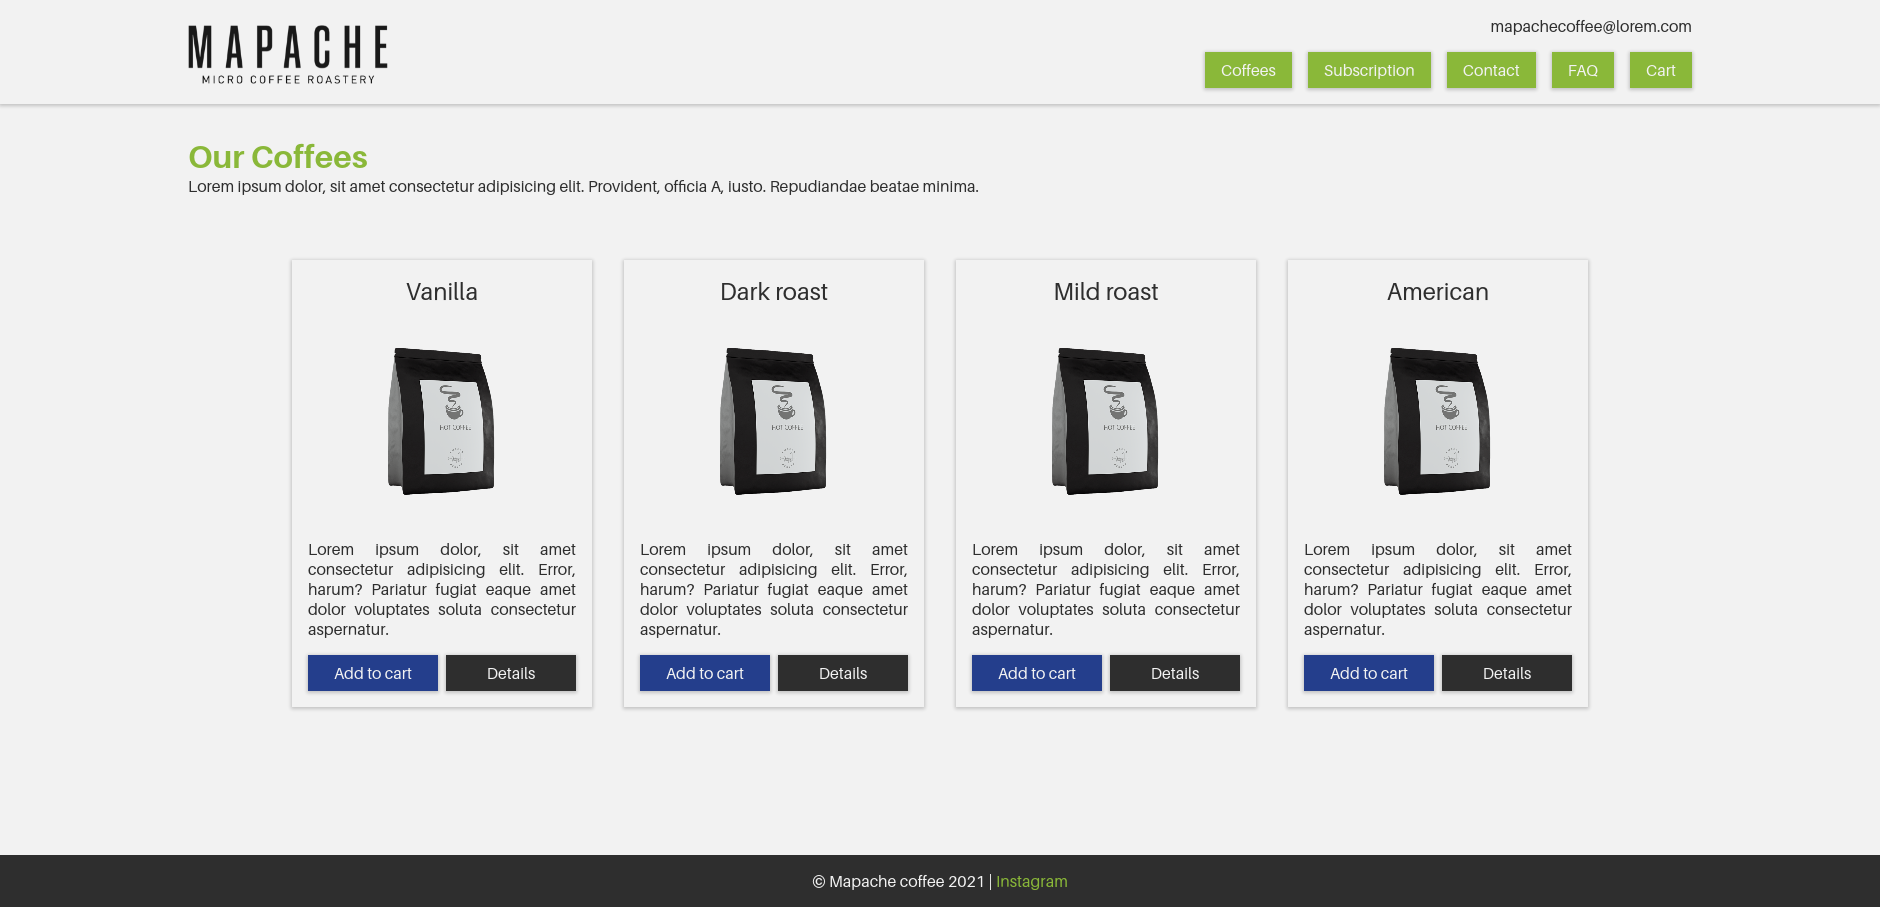 MAPACHE
MICRO COFFEE ROASTERY
mapachecoffee@lorem.com
Coffees
Subscription
Contact
FAQ
Cart
Our Coffees
Lorem ipsum dolor, sit amet consectetur adipisicing elit. Provident, officia A, iusto. Repudiandae beatae minima.
Vanilla
HOT COFFEE
Lorem ipsum dolor, sit amet
consectetur adipisicing elit. Error,
harum? Pariatur fugiat eaque amet
dolor voluptates soluta consectetur
aspernatur.
Add to cart
Details
Dark roast
HOT COFFEE
Lorem ipsum dolor, sit amet
consectetur adipisicing elit. Error,
harum? Pariatur fugiat eaque amet
dolor voluptates soluta consectetur
aspernatur.
Add to cart
Details
Mild roast
HOT COFFEE
Lorem ipsum dolor, sit amet
consectetur adipisicing elit. Error,
harum? Pariatur fugiat eaque amet
dolor voluptates soluta consectetur
aspernatur.
Add to cart
Details
American
HOT COFFEE
Lorem ipsum dolor, sit amet
consectetur adipisicing elit. Error,
harum? Pariatur fugiat eaque amet
dolor voluptates soluta consectetur
aspernatur.
Add to cart
Details
© Mapache coffee 2021 | Instagram